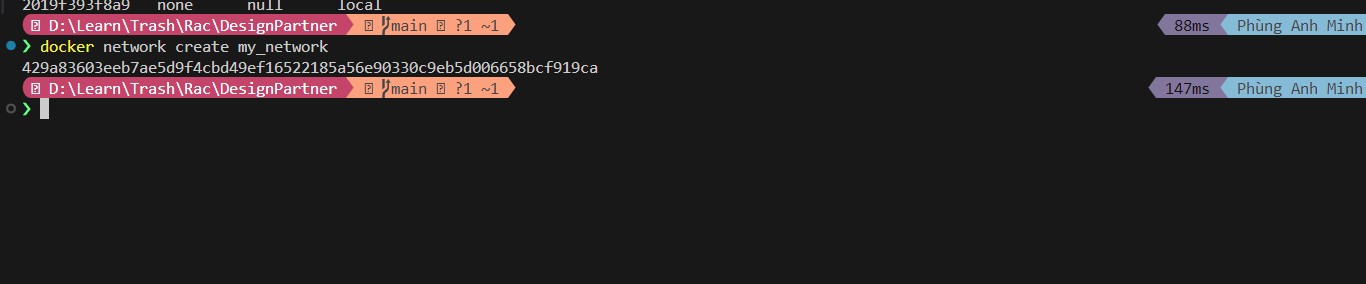 2019f393f8a9   none       null       local
D:\Learn\Trash\Rac\DesignPartner main ?1 ~1 88ms Phùng Anh Minh
❯ docker network create my_network
429a83603eeb7ae5d9f4cbd49ef16522185a56e90330c9eb5d006658bcf919ca
D:\Learn\Trash\Rac\DesignPartner main ?1 ~1 147ms Phùng Anh Minh
❯